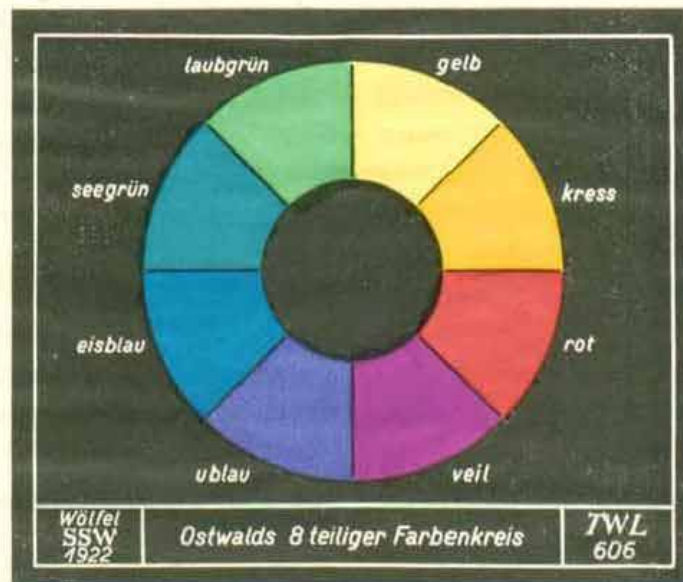 laubgrün
gelb
seegrün
kress
eisblau
rot
ublau
veil
Wölfel
SSW
1922
Ostwalds 8 teiliger Farbenkreis
TWL
606